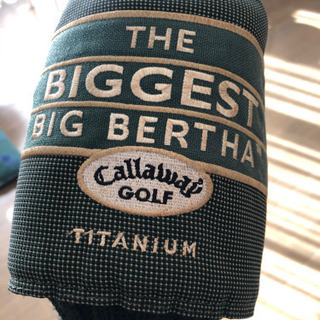 THE
BIGGEST
BIG BERTHA
Callaway
GOLF
TITANIUM